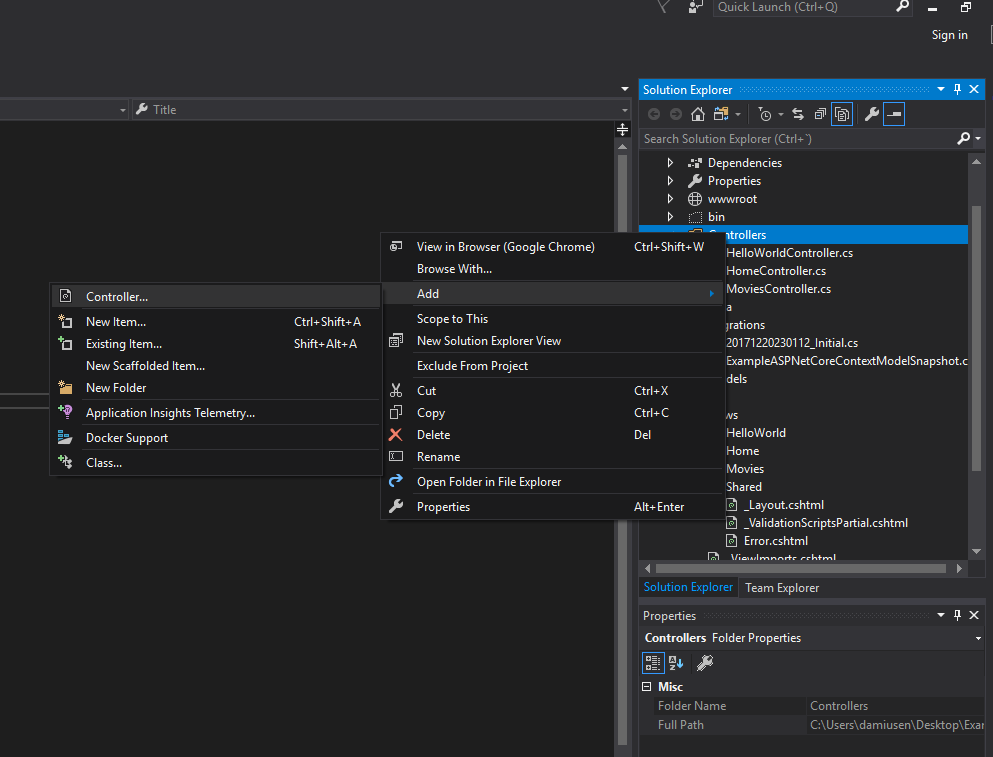 Quick Launch (Ctrl+Q)
Sign in
Title
Solution Explorer
Search Solution Explorer (Ctrl+`)
Dependencies
Properties
wwwroot
bin
Controllers
HelloWorldController.cs
HomeController.cs
MoviesController.cs
a
grations
20171220230112_Initial.cs
ExampleASPNetCoreContextModelSnapshot.c
dels
ws
HelloWorld
Home
Movies
Shared
_Layout.cshtml
_ValidationScriptsPartial.cshtml
Error.cshtml
_ViewImports.cshtml
View in Browser (Google Chrome) Ctrl+Shift+W
Browse With...
Add
Scope to This
New Solution Explorer View
Exclude From Project
Cut Ctrl+X
Copy Ctrl+C
Delete Del
Rename
Open Folder in File Explorer
Properties Alt+Enter
Controller...
New Item... Ctrl+Shift+A
Existing Item... Shift+Alt+A
New Scaffolded Item...
New Folder
Application Insights Telemetry...
Docker Support
Class...
Solution Explorer Team Explorer
Properties
Controllers Folder Properties
Misc
Folder Name Controllers
Full Path C:\Users\damiusen\Desktop\Exar